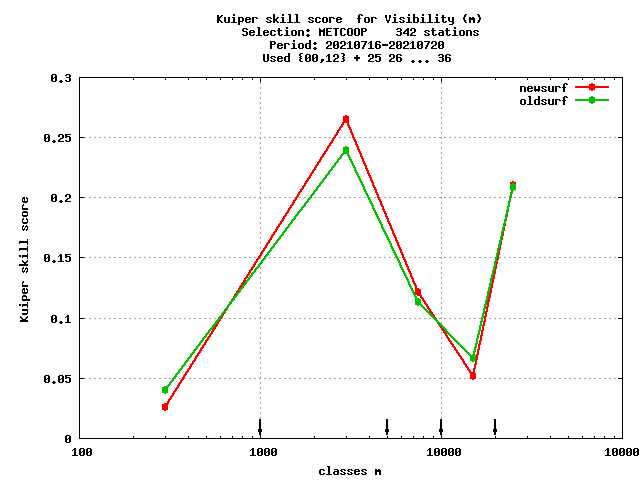 Kuiper skill score  for Visibility (m)
Selection: METCOOP    342 stations
Period: 20210716-20210720
Used {00,12} + 25 26 ... 36
newsurf
oldsurf
0.3
0.25
0.2
0.15
0.1
0.05
0
Kuiper skill score
100
1000
10000
10000
classes m